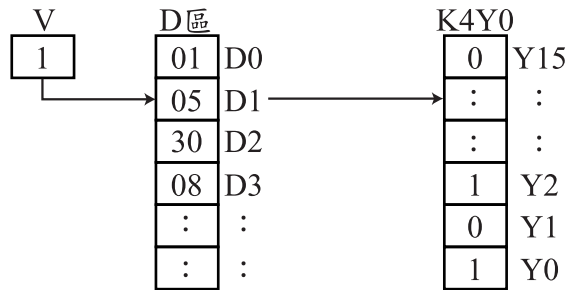 V D區 K4Y0
1 01 D0 0 Y15
05 D1 : :
30 D2 : :
08 D3 1 Y2
: : 0 Y1
: : 1 Y0